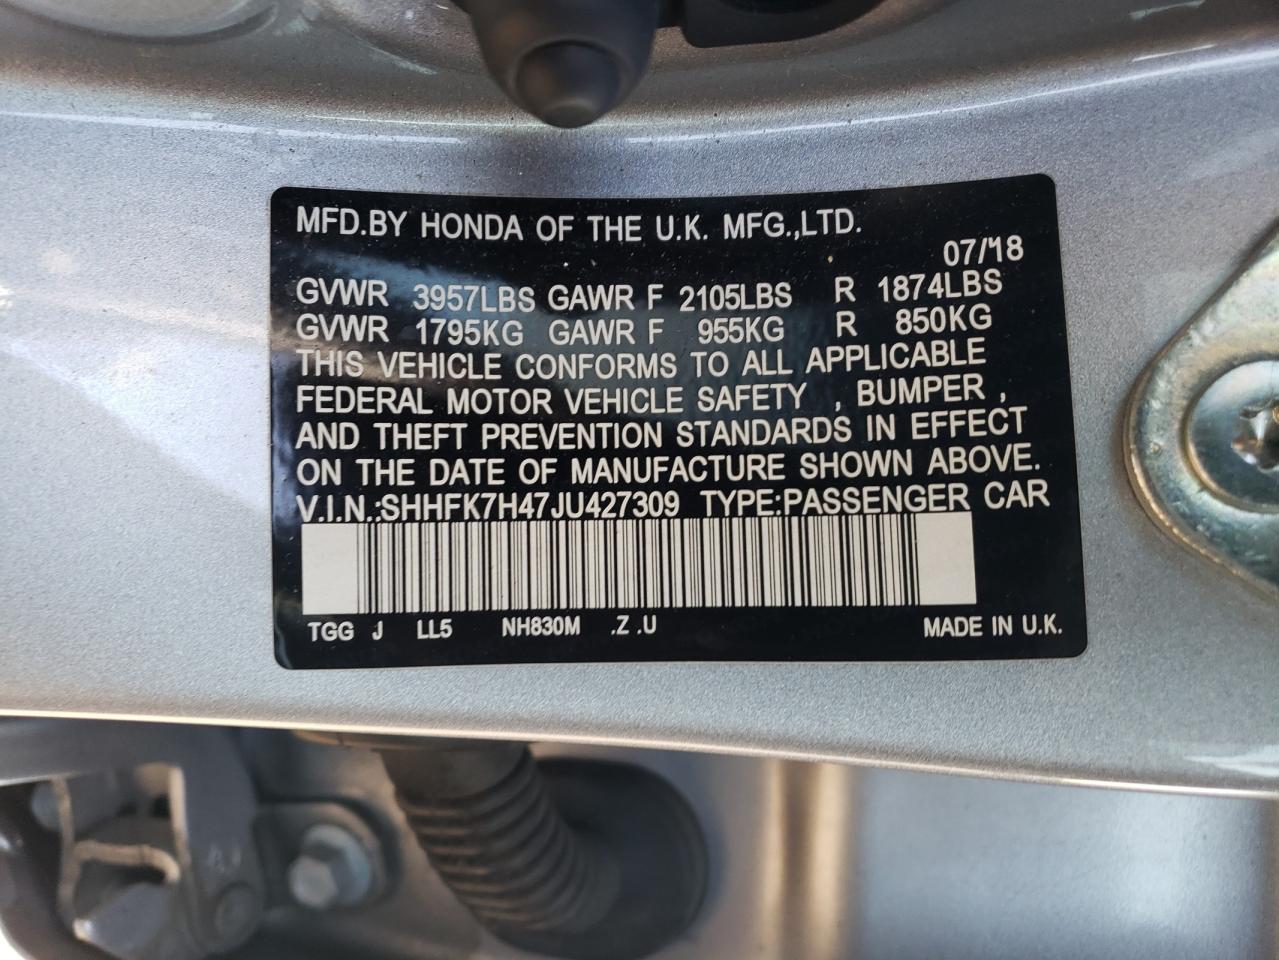 MFD.BY HONDA OF THE U.K. MFG.,LTD.
07/'18
GVWR 3957LBS GAWR F 2105LBS R 1874LBS
GVWR 1795KG GAWR F 955KG R 850KG
THIS VEHICLE CONFORMS TO ALL APPLICABLE
FEDERAL MOTOR VEHICLE SAFETY , BUMPER ,
AND THEFT PREVENTION STANDARDS IN EFFECT
ON THE DATE OF MANUFACTURE SHOWN ABOVE.
V.I.N.:SHHFK7H47JU427309 TYPE:PASSENGER CAR
TGG J LL5 NH830M .Z .U MADE IN U.K.